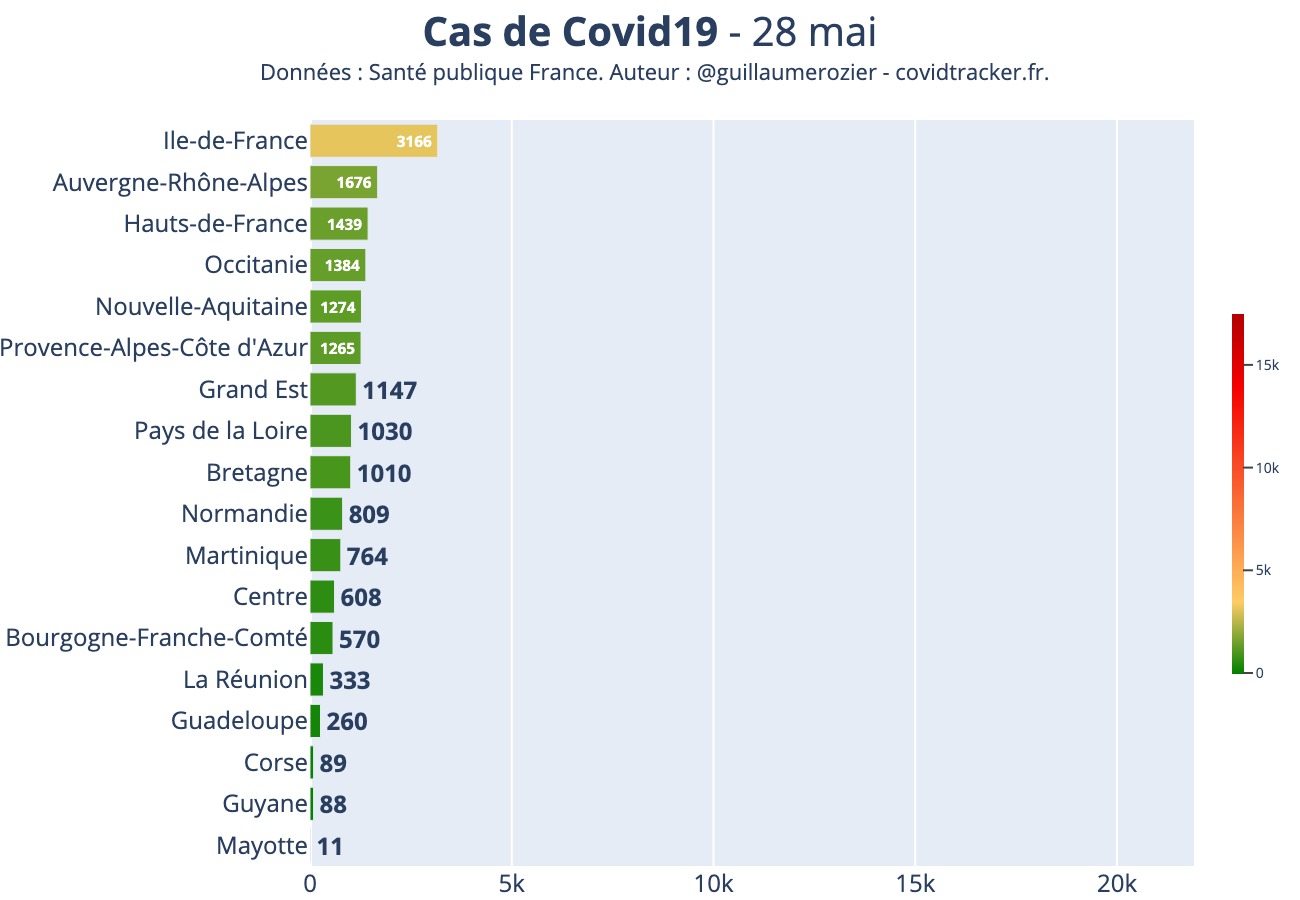 Cas de Covid19 - 28 mai
Données : Santé publique France. Auteur : @guillaumerozier - covidtracker.fr.
Ile-de-France 3166
Auvergne-Rhône-Alpes 1676
Hauts-de-France 1439
Occitanie 1384
Nouvelle-Aquitaine 1274
Provence-Alpes-Côte d'Azur 1265
Grand Est 1147
Pays de la Loire 1030
Bretagne 1010
Normandie 809
Martinique 764
Centre 608
Bourgogne-Franche-Comté 570
La Réunion 333
Guadeloupe 260
Corse 89
Guyane 88
Mayotte 11
0 5k 10k 15k 20k
15k
10k
5k
0